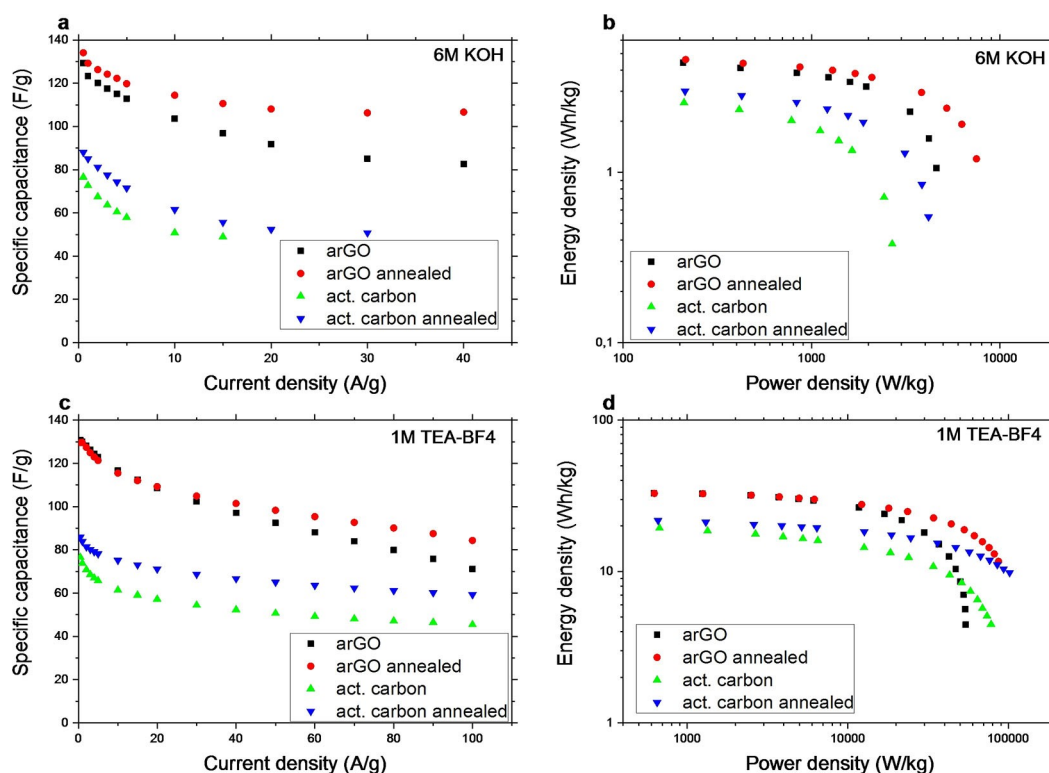 a
6M KOH
Specific capacitance (F/g)
140
120
100
80
60
40
20
0
0
10
20
30
40
Current density (A/g)
arGO
arGO annealed
act. carbon
act. carbon annealed
b
6M KOH
Energy density (Wh/kg)
1
0,1
100
1000
10000
Power density (W/kg)
arGO
arGO annealed
act. carbon
act. carbon annealed
c
1M TEA-BF4
Specific capacitance (F/g)
140
120
100
80
60
40
20
0
0
20
40
60
80
100
Current density (A/g)
arGO
arGO annealed
act. carbon
act. carbon annealed
d
1M TEA-BF4
Energy density (Wh/kg)
100
10
1
1000
10000
100000
Power density (W/kg)
arGO
arGO annealed
act. carbon
act. carbon annealed